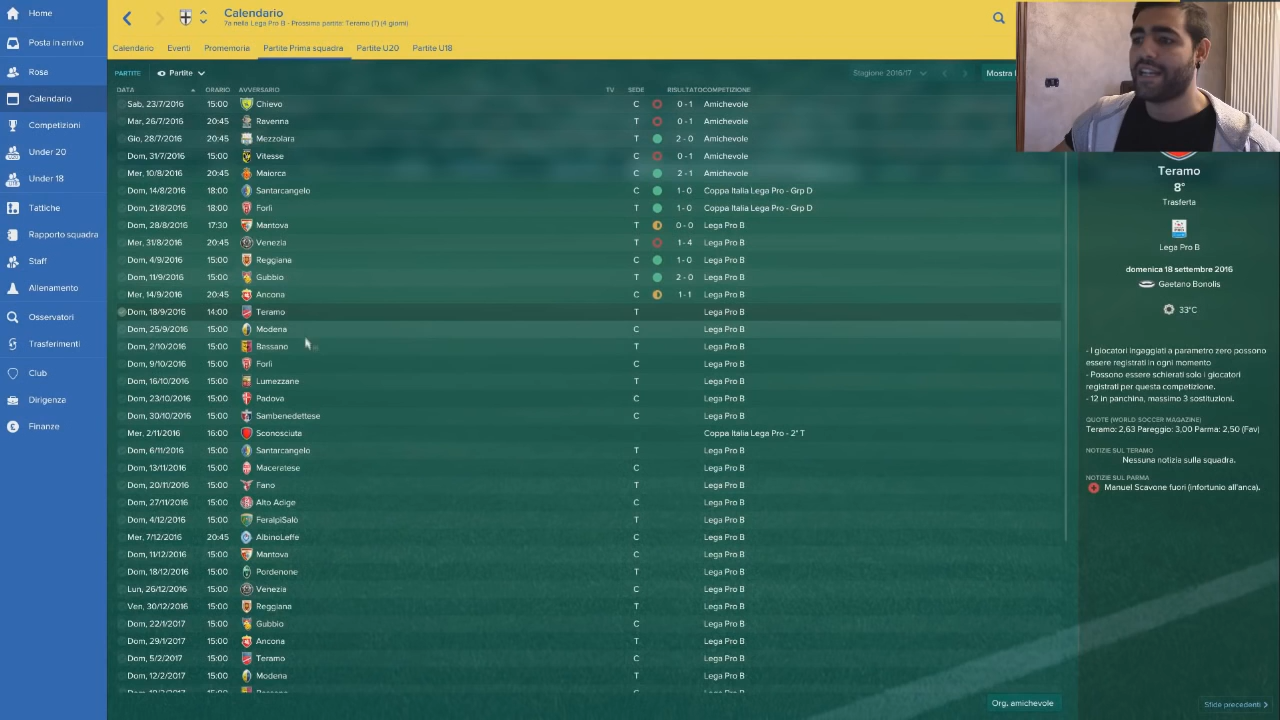 Home
Posta in arrivo
Rosa
Calendario
Competizioni
Under 20
Under 18
Tattiche
Rapporto squadra
Staff
Allenamento
Osservatori
Trasferimenti
Club
Dirigenza
Finanze
Calendario
7a nella Lega Pro B - Prossima partita: Teramo (T) (4 giorni)
Calendario Eventi Promemoria Partite Prima squadra Partite U20 Partite U18
PARTITE Partite Stagione 2016/17 Mostra
DATA ORARIO AVVERSARIO TV SEDE RISULTATO COMPETIZIONE
Sab, 23/7/2016 15:00 Chievo C 0 - 1 Amichevole
Mar, 26/7/2016 20:45 Ravenna T 0 - 1 Amichevole
Gio, 28/7/2016 20:45 Mezzolara T 2 - 0 Amichevole
Dom, 31/7/2016 15:00 Vitesse C 0 - 1 Amichevole
Mer, 10/8/2016 20:45 Maiorca C 2 - 1 Amichevole
Dom, 14/8/2016 18:00 Santarcangelo C 1 - 0 Coppa Italia Lega Pro - Grp D
Dom, 21/8/2016 18:00 Forlì T 1 - 0 Coppa Italia Lega Pro - Grp D
Dom, 28/8/2016 17:30 Mantova T 0 - 0 Lega Pro B
Mer, 31/8/2016 20:45 Venezia T 1 - 4 Lega Pro B
Dom, 4/9/2016 15:00 Reggiana C 1 - 0 Lega Pro B
Dom, 11/9/2016 15:00 Gubbio T 2 - 0 Lega Pro B
Mer, 14/9/2016 20:45 Ancona C 1 - 1 Lega Pro B
Dom, 18/9/2016 14:00 Teramo T Lega Pro B
Dom, 25/9/2016 15:00 Modena C Lega Pro B
Dom, 2/10/2016 15:00 Bassano T Lega Pro B
Dom, 9/10/2016 15:00 Forlì C Lega Pro B
Dom, 16/10/2016 15:00 Lumezzane T Lega Pro B
Dom, 23/10/2016 15:00 Padova C Lega Pro B
Dom, 30/10/2016 15:00 Sambenedettese C Lega Pro B
Mer, 2/11/2016 16:00 Sconosciuta Coppa Italia Lega Pro - 2° T
Dom, 6/11/2016 15:00 Santarcangelo T Lega Pro B
Dom, 13/11/2016 15:00 Maceratese C Lega Pro B
Dom, 20/11/2016 15:00 Fano T Lega Pro B
Dom, 27/11/2016 15:00 Alto Adige C Lega Pro B
Dom, 4/12/2016 15:00 FeralpiSalò T Lega Pro B
Mer, 7/12/2016 20:45 AlbinoLeffe C Lega Pro B
Dom, 11/12/2016 15:00 Mantova C Lega Pro B
Dom, 18/12/2016 15:00 Pordenone T Lega Pro B
Lun, 26/12/2016 15:00 Venezia C Lega Pro B
Ven, 30/12/2016 15:00 Reggiana T Lega Pro B
Dom, 22/1/2017 15:00 Gubbio C Lega Pro B
Dom, 29/1/2017 15:00 Ancona T Lega Pro B
Dom, 5/2/2017 15:00 Teramo C Lega Pro B
Dom, 12/2/2017 15:00 Modena T Lega Pro B
Org. amichevole
Teramo
8°
Trasferta
Lega Pro B
domenica 18 settembre 2016
Gaetano Bonolis
33°C
- I giocatori ingaggiati a parametro zero possono
essere registrati in ogni momento
- Possono essere schierati solo i giocatori
registrati per questa competizione.
- 12 in panchina, massimo 3 sostituzioni.
QUOTE (WORLD SOCCER MAGAZINE)
Teramo: 2,63 Pareggio: 3,00 Parma: 2,50 (Fav)
NOTIZIE SUL TERAMO
Nessuna notizia sulla squadra.
NOTIZIE SUL PARMA
Manuel Scavone fuori (infortunio all'anca).
Sfide precedenti